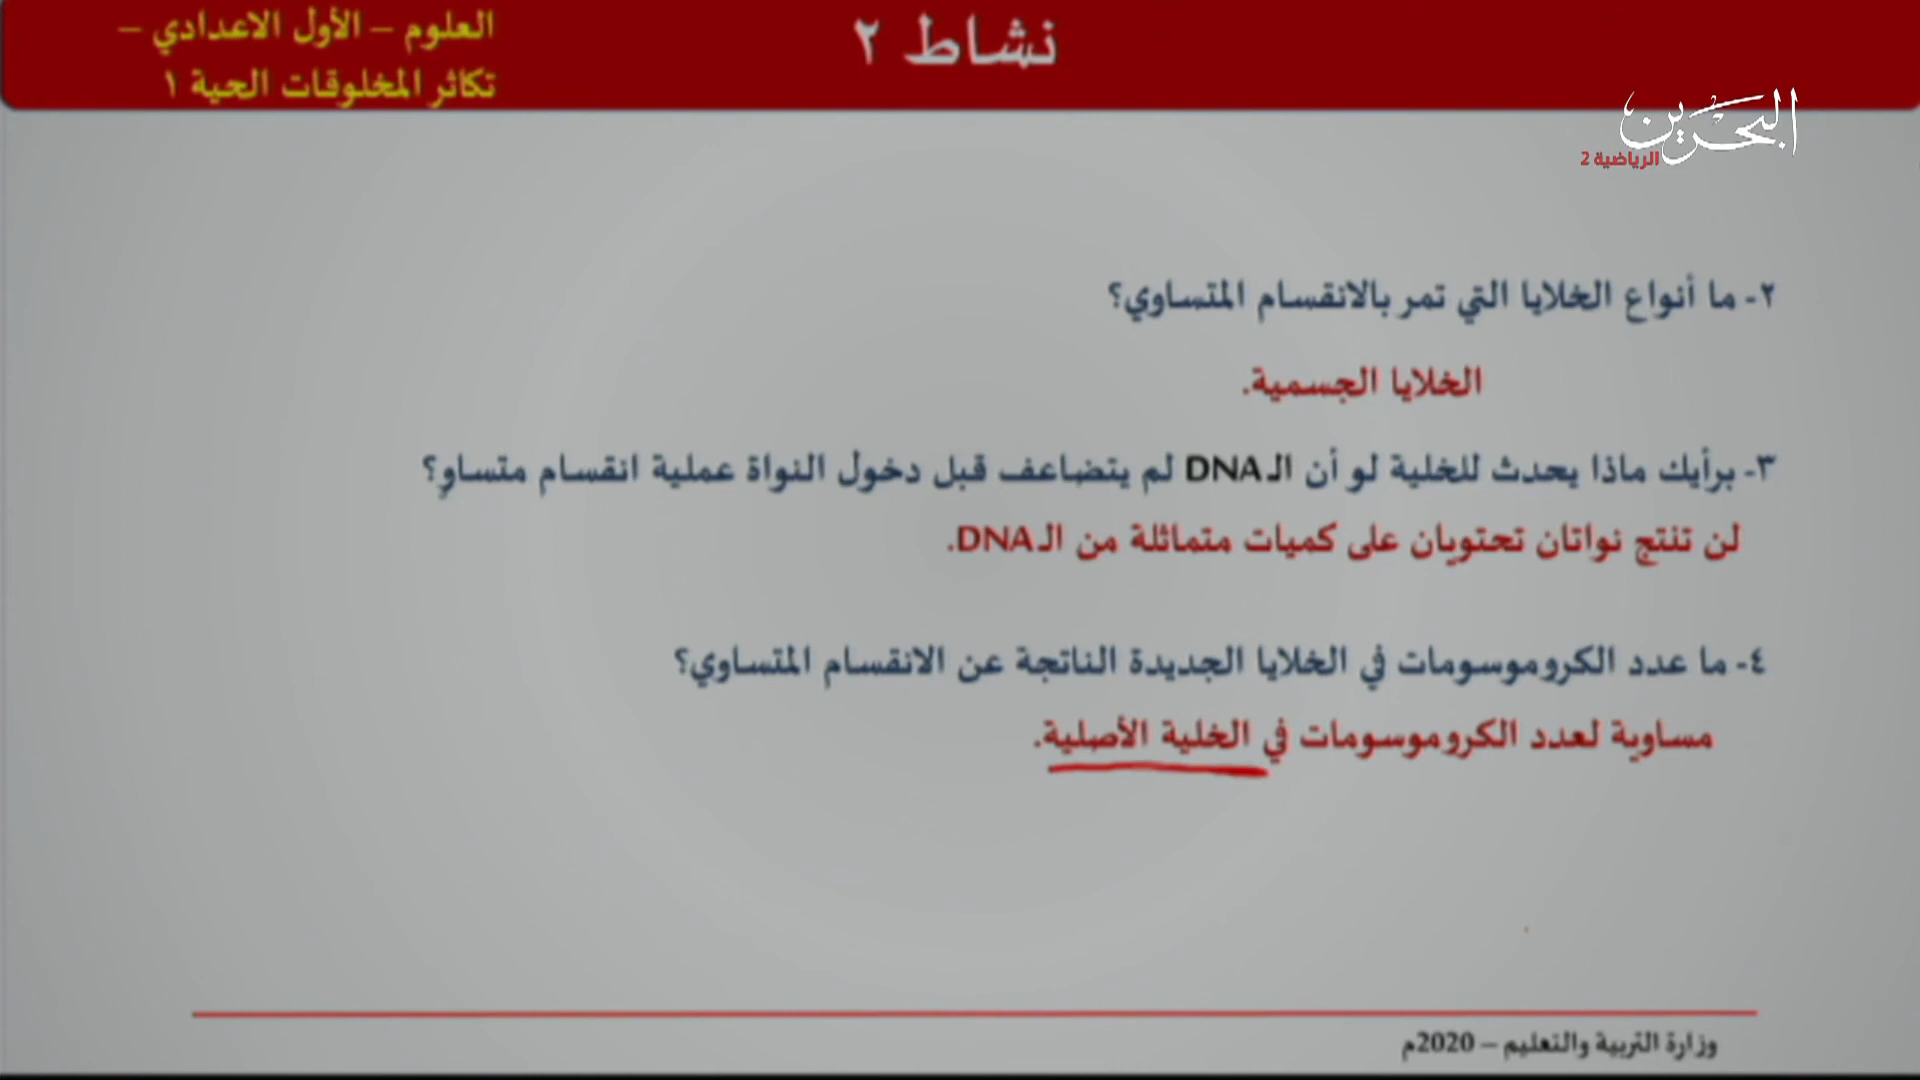 نشاط ٢
العلوم – الأول الاعدادي –
تكاثر المخلوقات الحية ١
البحرين
الرياضية 2
٢- ما أنواع الخلايا التي تمر بالانقسام المتساوي؟
الخلايا الجسمية.
٣- برأيك ماذا يحدث للخلية لو أن الـDNA لم يتضاعف قبل دخول النواة عملية انقسام متساوٍ؟
لن تنتج نواتان تحتويان على كميات متماثلة من الـDNA.
٤- ما عدد الكروموسومات في الخلايا الجديدة الناتجة عن الانقسام المتساوي؟
مساوية لعدد الكروموسومات في الخلية الأصلية.
وزارة التربية والتعليم – 2020م